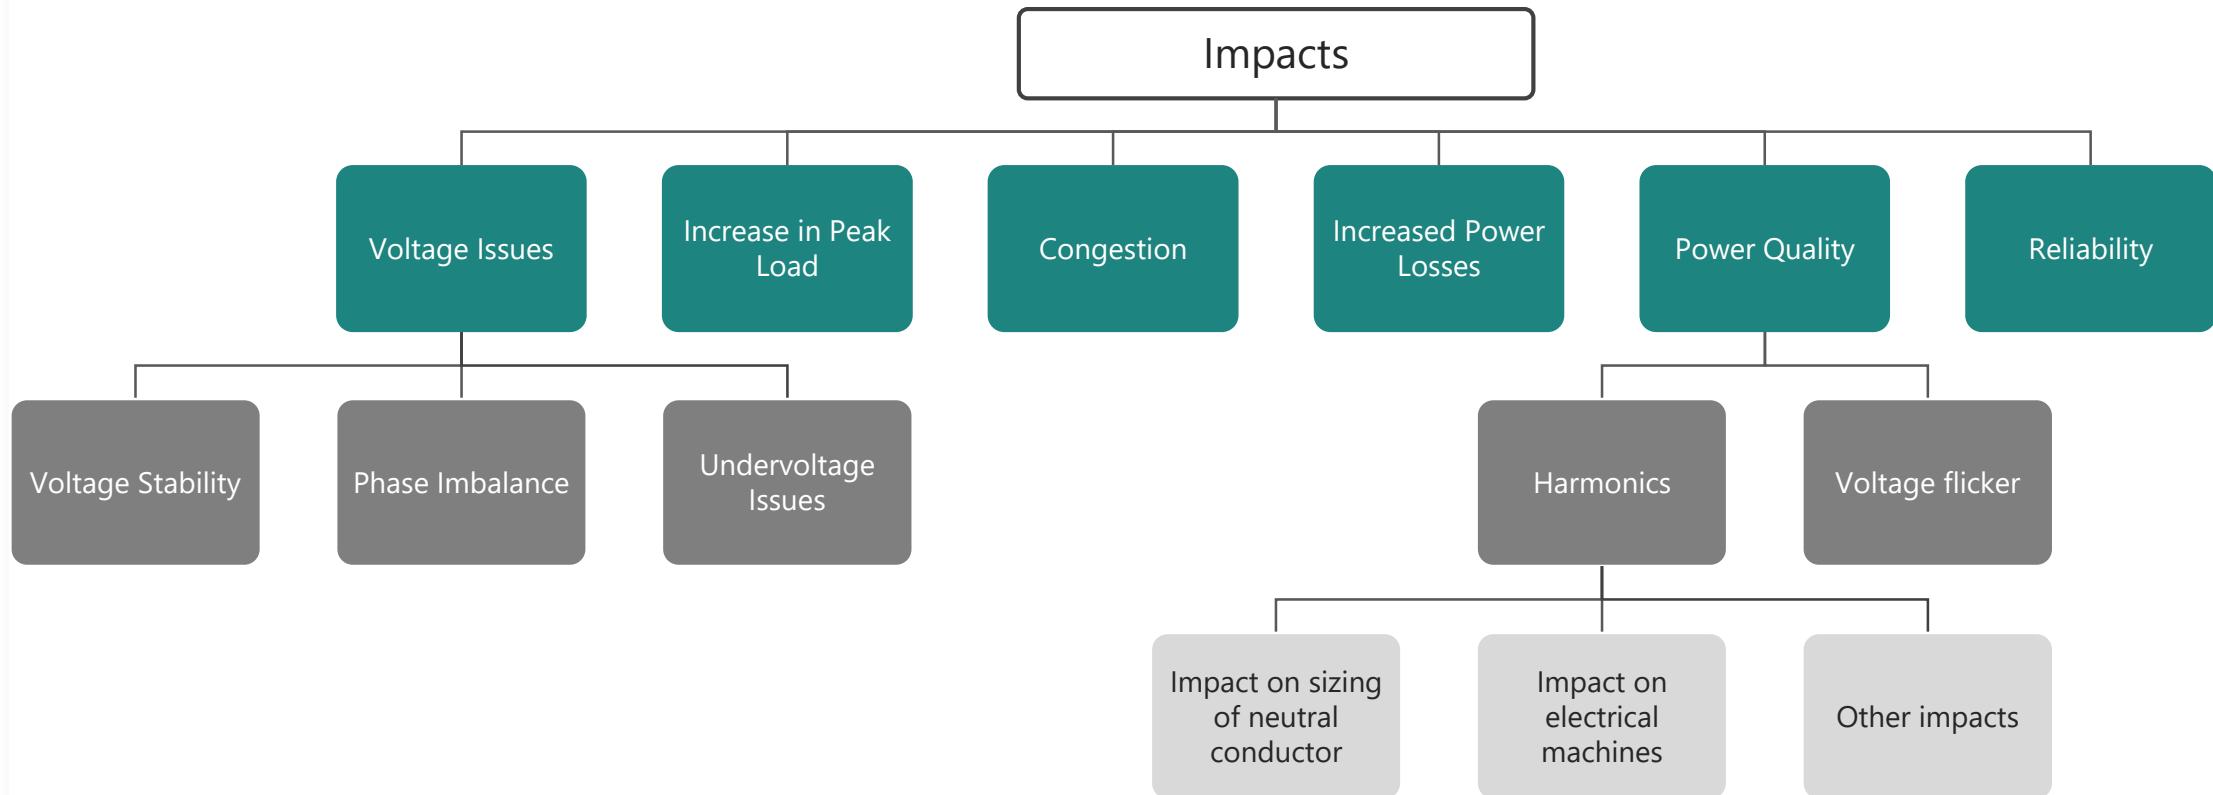 Impacts
Voltage Issues
Increase in Peak
Load
Congestion
Increased Power
Losses
Power Quality
Reliability
Voltage Stability
Phase Imbalance
Undervoltage
Issues
Harmonics
Voltage flicker
Impact on sizing
of neutral
conductor
Impact on
electrical
machines
Other impacts